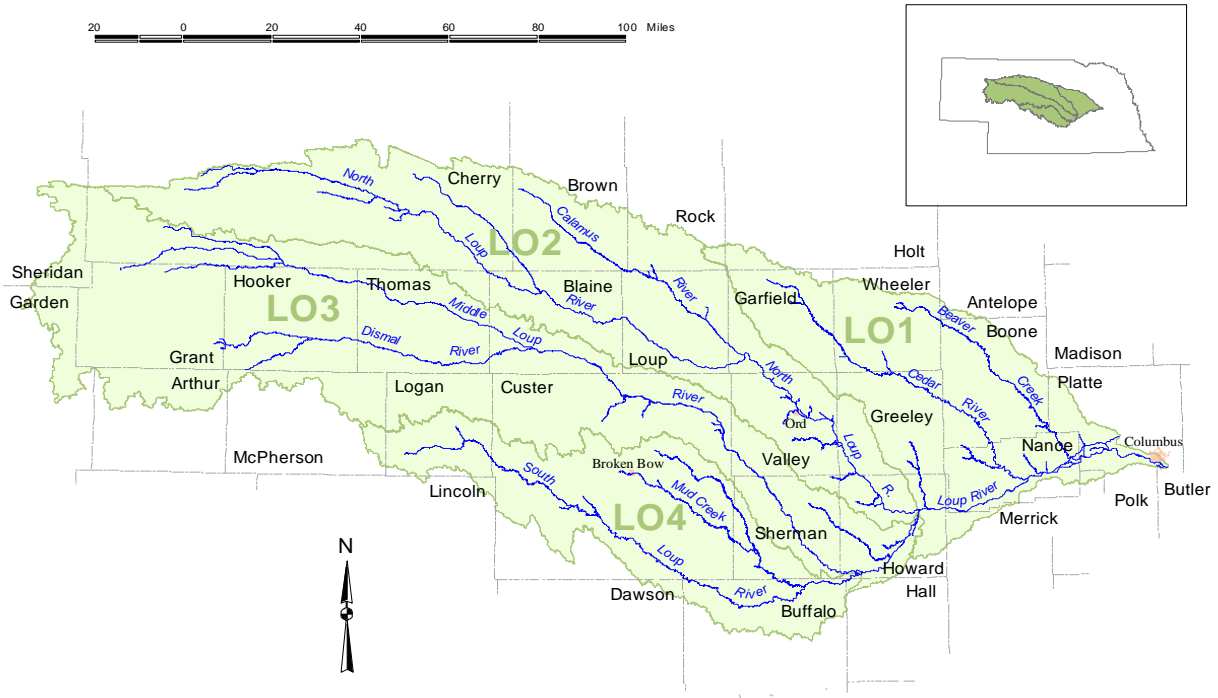 20 0 20 40 60 80 100 Miles
North
Cherry
Brown
Calamus
Rock
Loup
LO2
Holt
Sheridan
Hooker
Thomas
Blaine
River
Garfield
Wheeler
Antelope
Garden
LO3
Middle
River
Beaver
Boone
Dismal
Loup
LO1
Madison
Grant
River
Loup
North
Cedar
Creek
Platte
Arthur
Logan
Custer
River
River
Ord
Greeley
Loup
Nanoe
Columbus
McPherson
Broken Bow
Valley
South
Lincoln
Mud Creek
R.
Loup River
Butler
Polk
LO4
Sherman
Merrick
Loup
Howard
N
Dawson
River
Buffalo
Hall